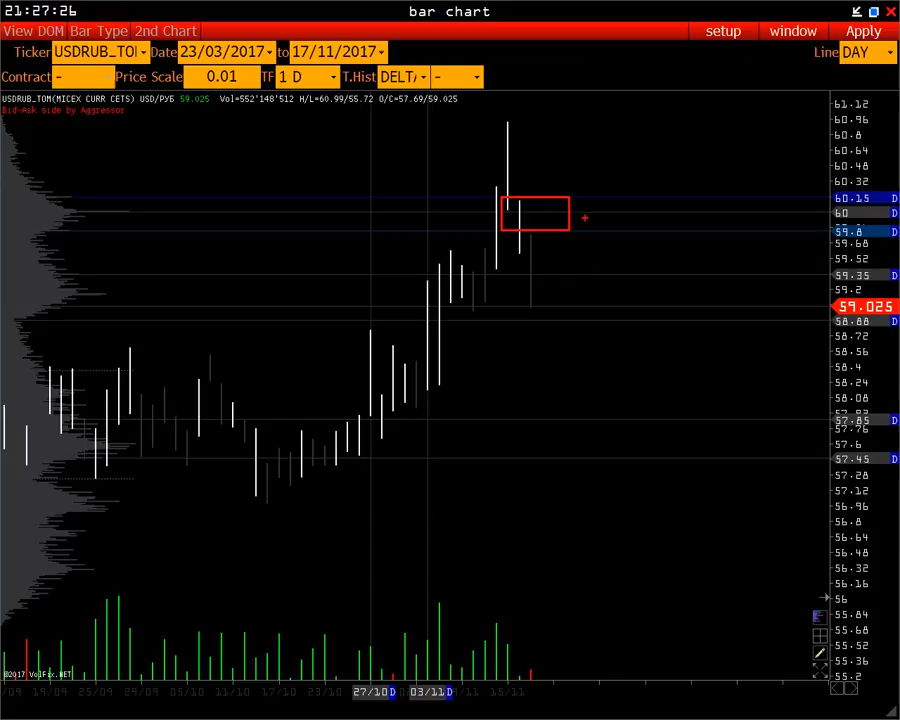 21:27:26 bar chart
View DOM Bar Type 2nd Chart setup window Apply
Ticker USDRUB_TO Date 23/03/2017 to 17/11/2017 Line DAY
Contract - Price Scale 0.01 TF 1 D T.Hist DELT -
USDRUB_TOM(MICEX CURR CETS) USD/РУБ 59.025 Vol=552'148'512 H/L=60.99/55.72 O/C=57.69/59.025
Bid-Ask side by Aggressor
61.12
60.96
60.8
60.64
60.48
60.32
60.15 D
60 D
59.8 D
59.68
59.52
59.35 D
59.2
59.025
58.88 D
58.72
58.56
58.4
58.24
58.08
57.85 D
57.76
57.6
57.45 D
57.28
57.12
56.96
56.8
56.64
56.48
56.32
56.16
56
55.84
55.68
55.52
55.36
55.2
©2017 VolFix.NET
/09 19/09 25/09 29/09 05/10 11/10 17/10 23/10 27/10 D 03/11 D /11 15/11